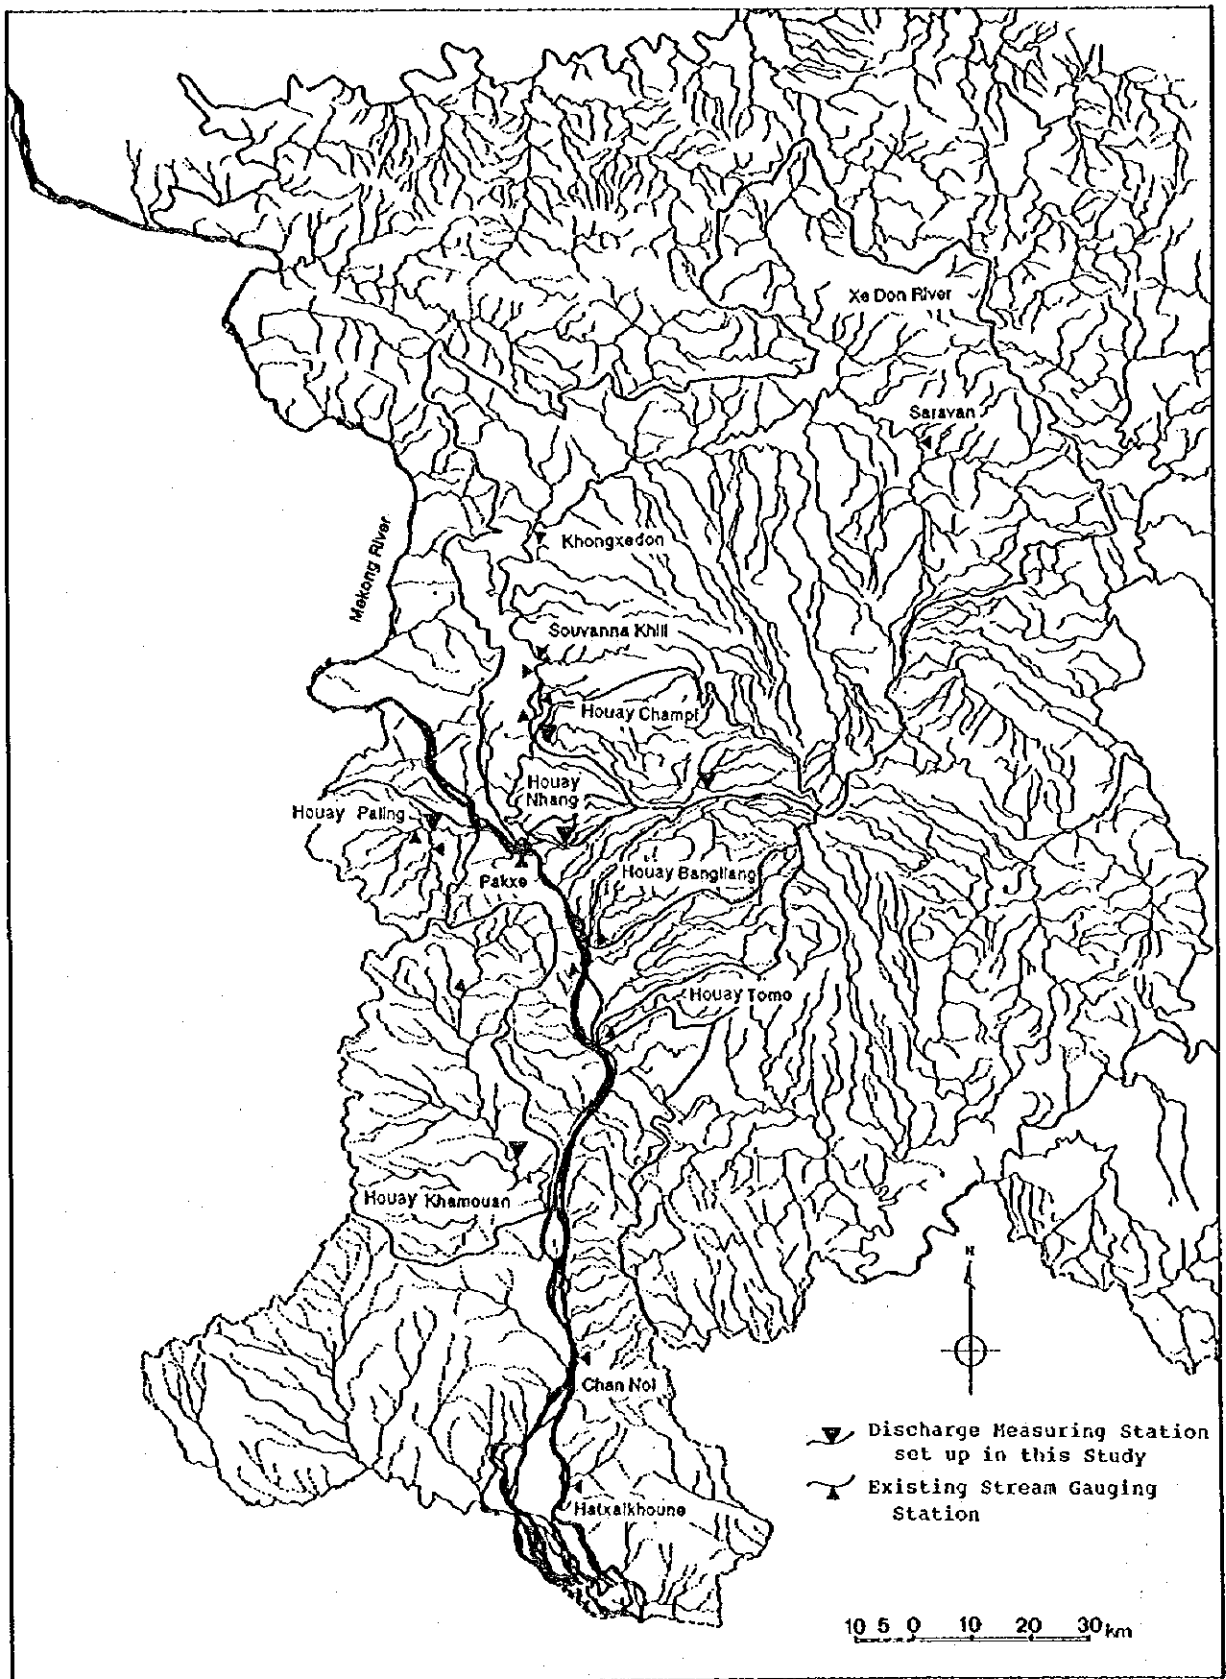 Xe Don River
Saravan
Mekong River
Khongxedon
Souvanna Khili
Houay Champi
Houay
Nhang
Houay Paling
Pakxe
Houay Bangliang
Houay Tomo
Houay Khamouan
N
Chan Noi
Discharge Measuring Station
set up in this Study
Existing Stream Gauging
Station
Hatxaikhoune
10 5 0 10 20 30 km